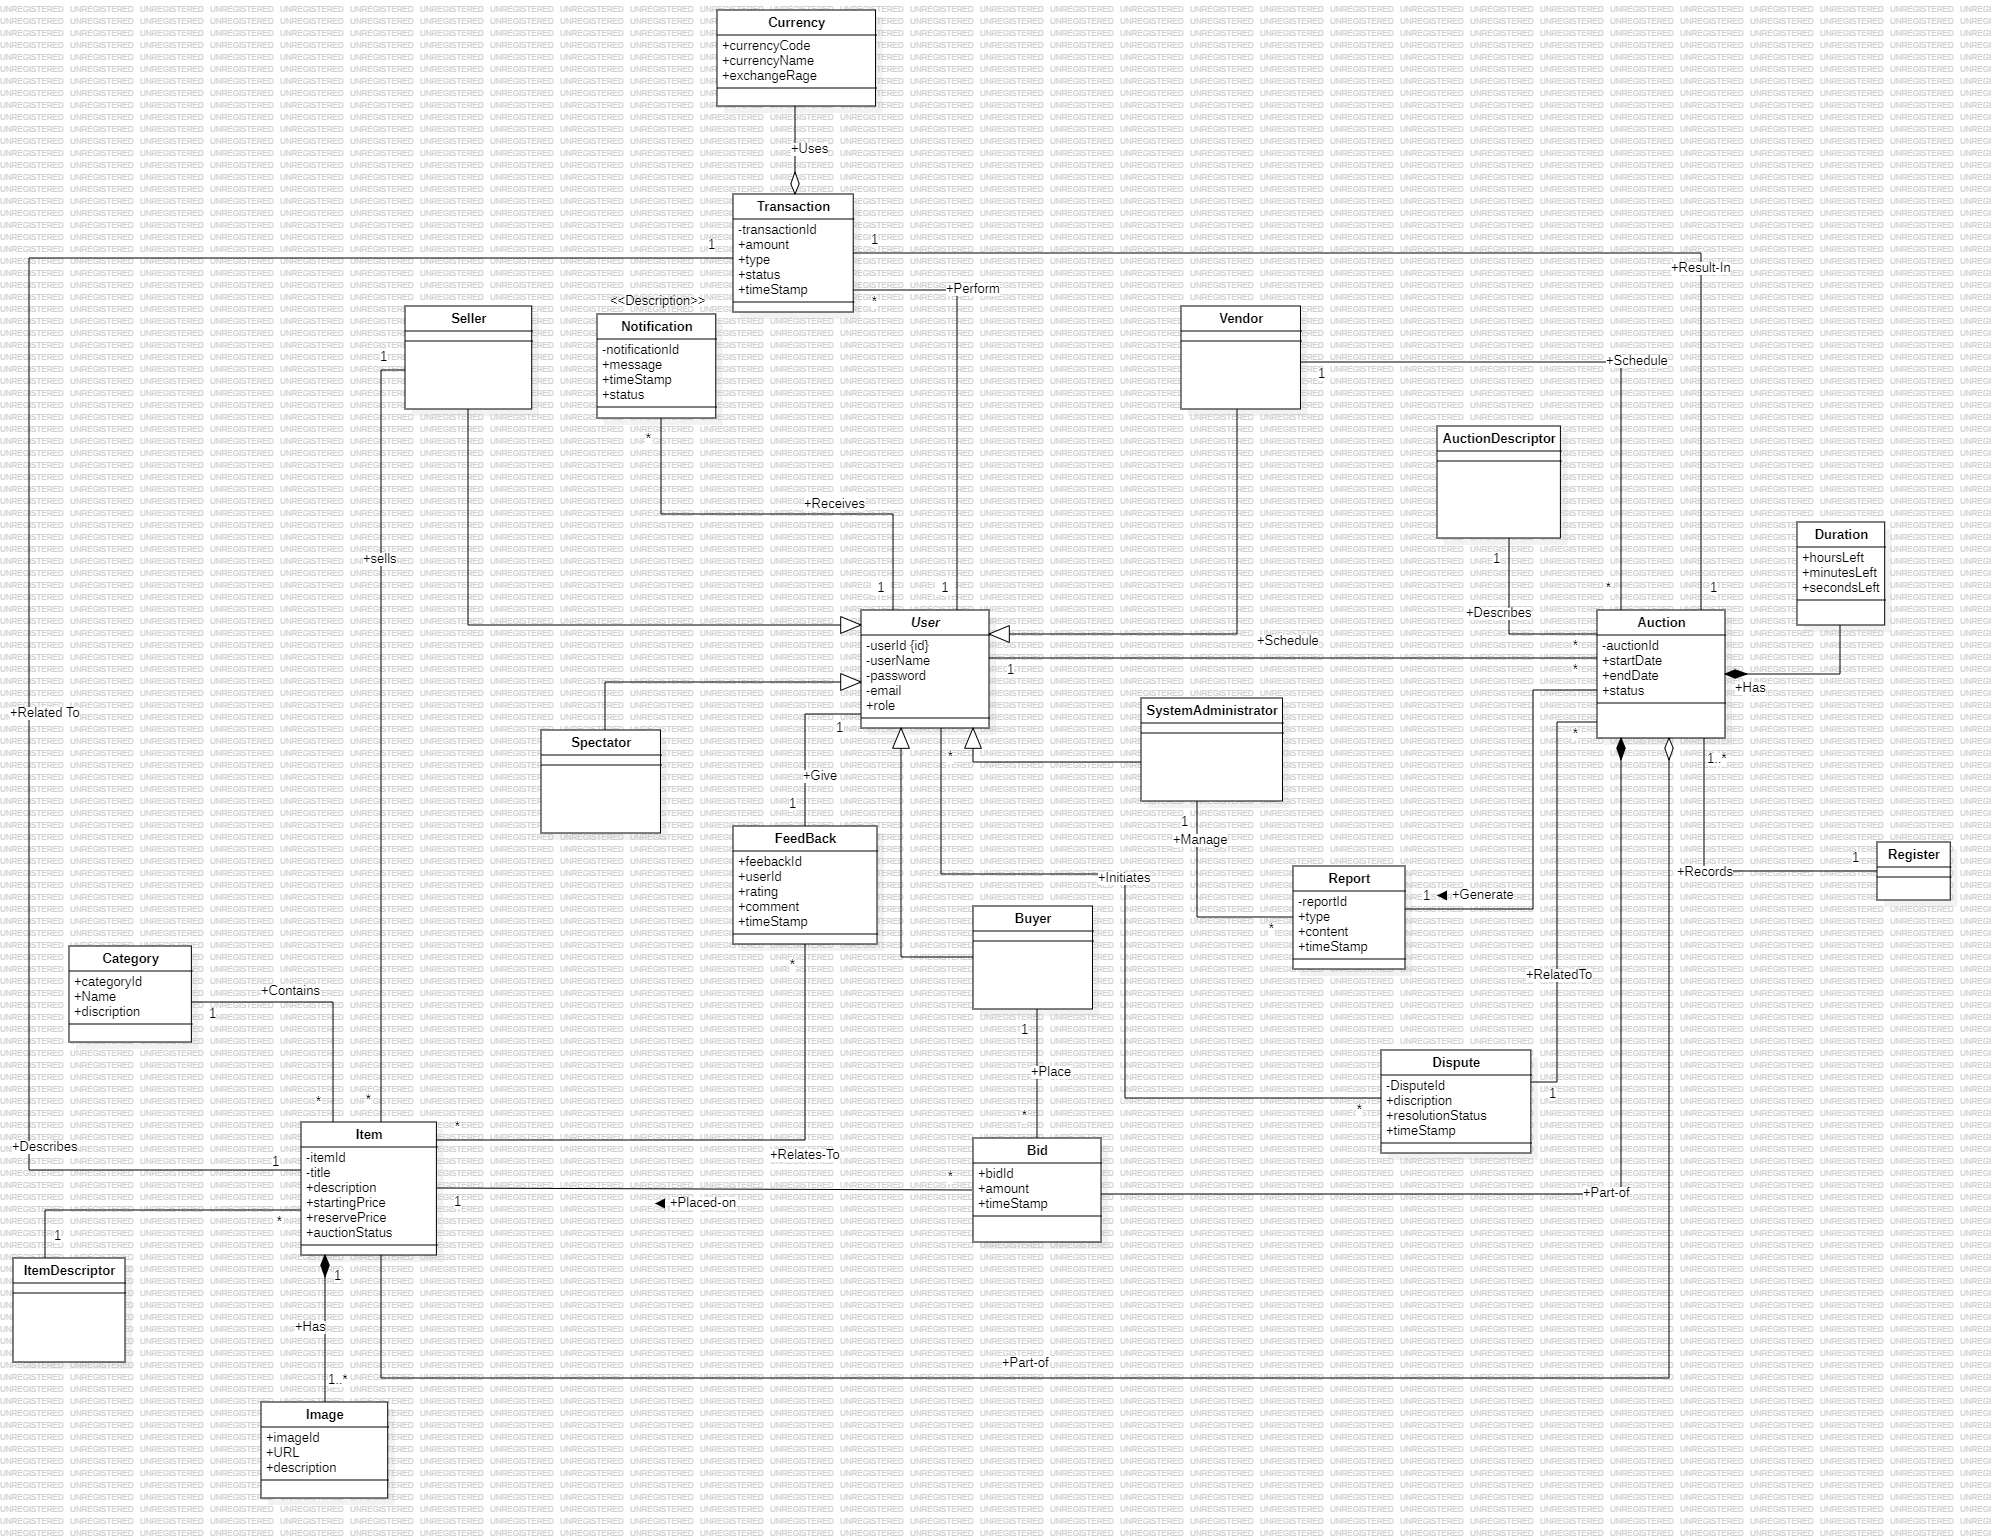 Currency
+currencyCode
+currencyName
+exchangeRage
+Uses
Transaction
-transactionId
+amount
+type
+status
+timeStamp
1
1
*
+Result-In
+Perform
<<Description>>
Notification
-notificationId
+message
+timeStamp
+status
*
Seller
1
+sells
Vendor
1
+Schedule
AuctionDescriptor
1
+Describes
+Receives
Duration
+hoursLeft
+minutesLeft
+secondsLeft
1
1
*
1
User
-userId {id}
-userName
-password
-email
+role
+Schedule
1
*
*
Auction
-auctionId
+startDate
+endDate
+status
+Has
+Related To
Spectator
1
+Give
1
*
SystemAdministrator
1
+Manage
*
1..*
FeedBack
+feebackId
+userId
+rating
+comment
+timeStamp
*
+Initiates
Report
-reportId
+type
+content
+timeStamp
*
1 ◄ +Generate
+Records
1
Register
Buyer
1
+Place
*
+RelatedTo
Category
+categoryId
+Name
+discription
+Contains
1
*
*
Dispute
-DisputeId
+discription
+resolutionStatus
+timeStamp
*
1
+Describes
1
Item
-itemId
-title
+description
+startingPrice
+reservePrice
+auctionStatus
*
+Relates-To
1
◄ +Placed-on
*
Bid
+bidId
+amount
+timeStamp
+Part-of
*
1
ItemDescriptor
1
+Has
1..*
+Part-of
Image
+imageId
+URL
+description
UNREGISTERED